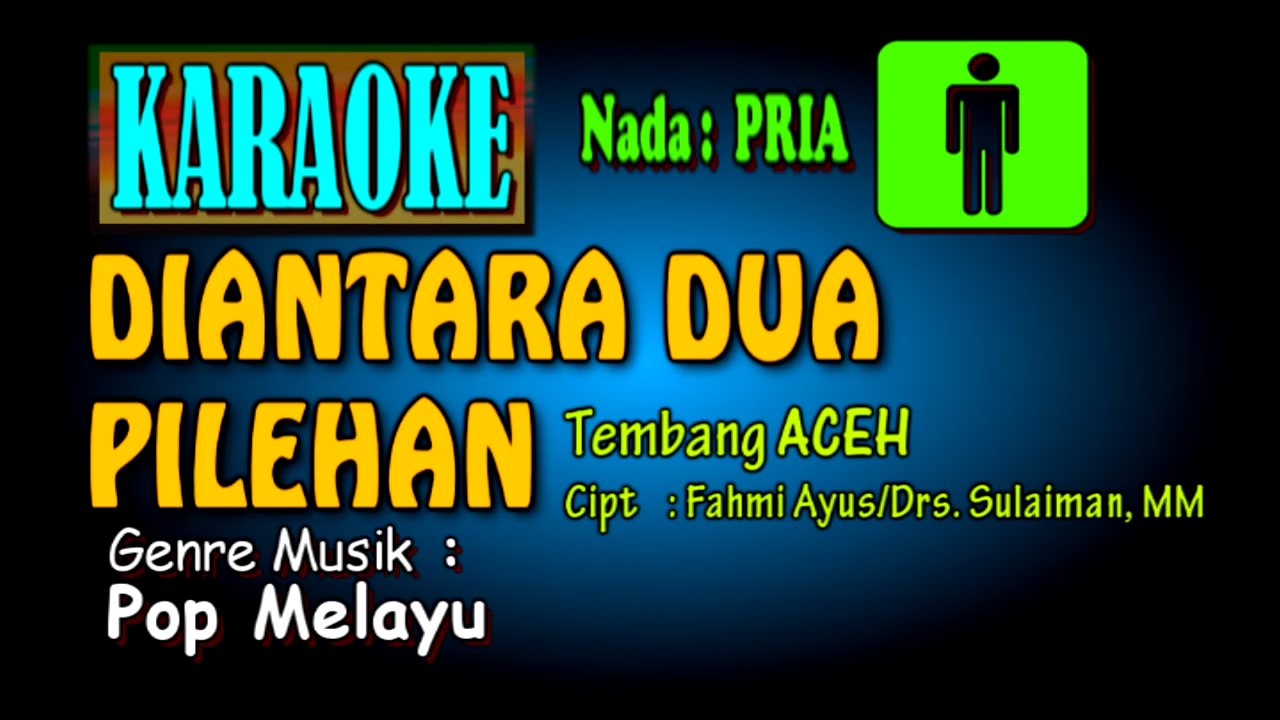 KARAOKE
Nada : PRIA
DIANTARA DUA
PILEHAN
Tembang ACEH
Cipt : Fahmi Ayus/Drs. Sulaiman, MM
Genre Musik :
Pop Melayu